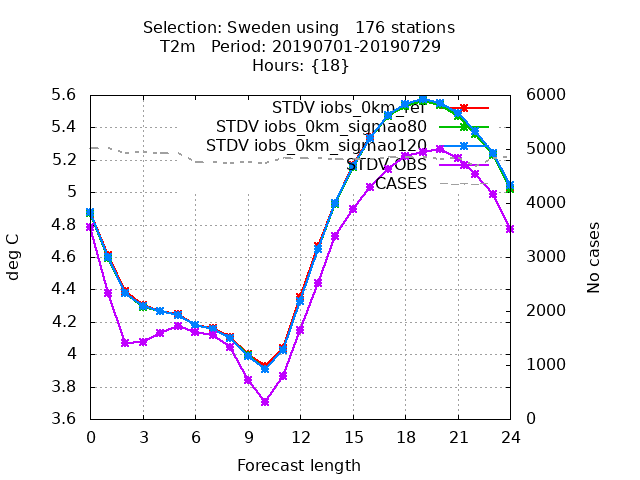 Selection: Sweden using   176 stations
T2m   Period: 20190701-20190729
Hours: {18}
STDV iobs_0km_ref
STDV iobs_0km_sigmao80
STDV iobs_0km_sigmao120
STDV OBS
CASES
5.6
5.4
5.2
5
4.8
4.6
4.4
4.2
4
3.8
3.6
deg C
6000
5000
4000
3000
2000
1000
0
No cases
0 3 6 9 12 15 18 21 24
Forecast length